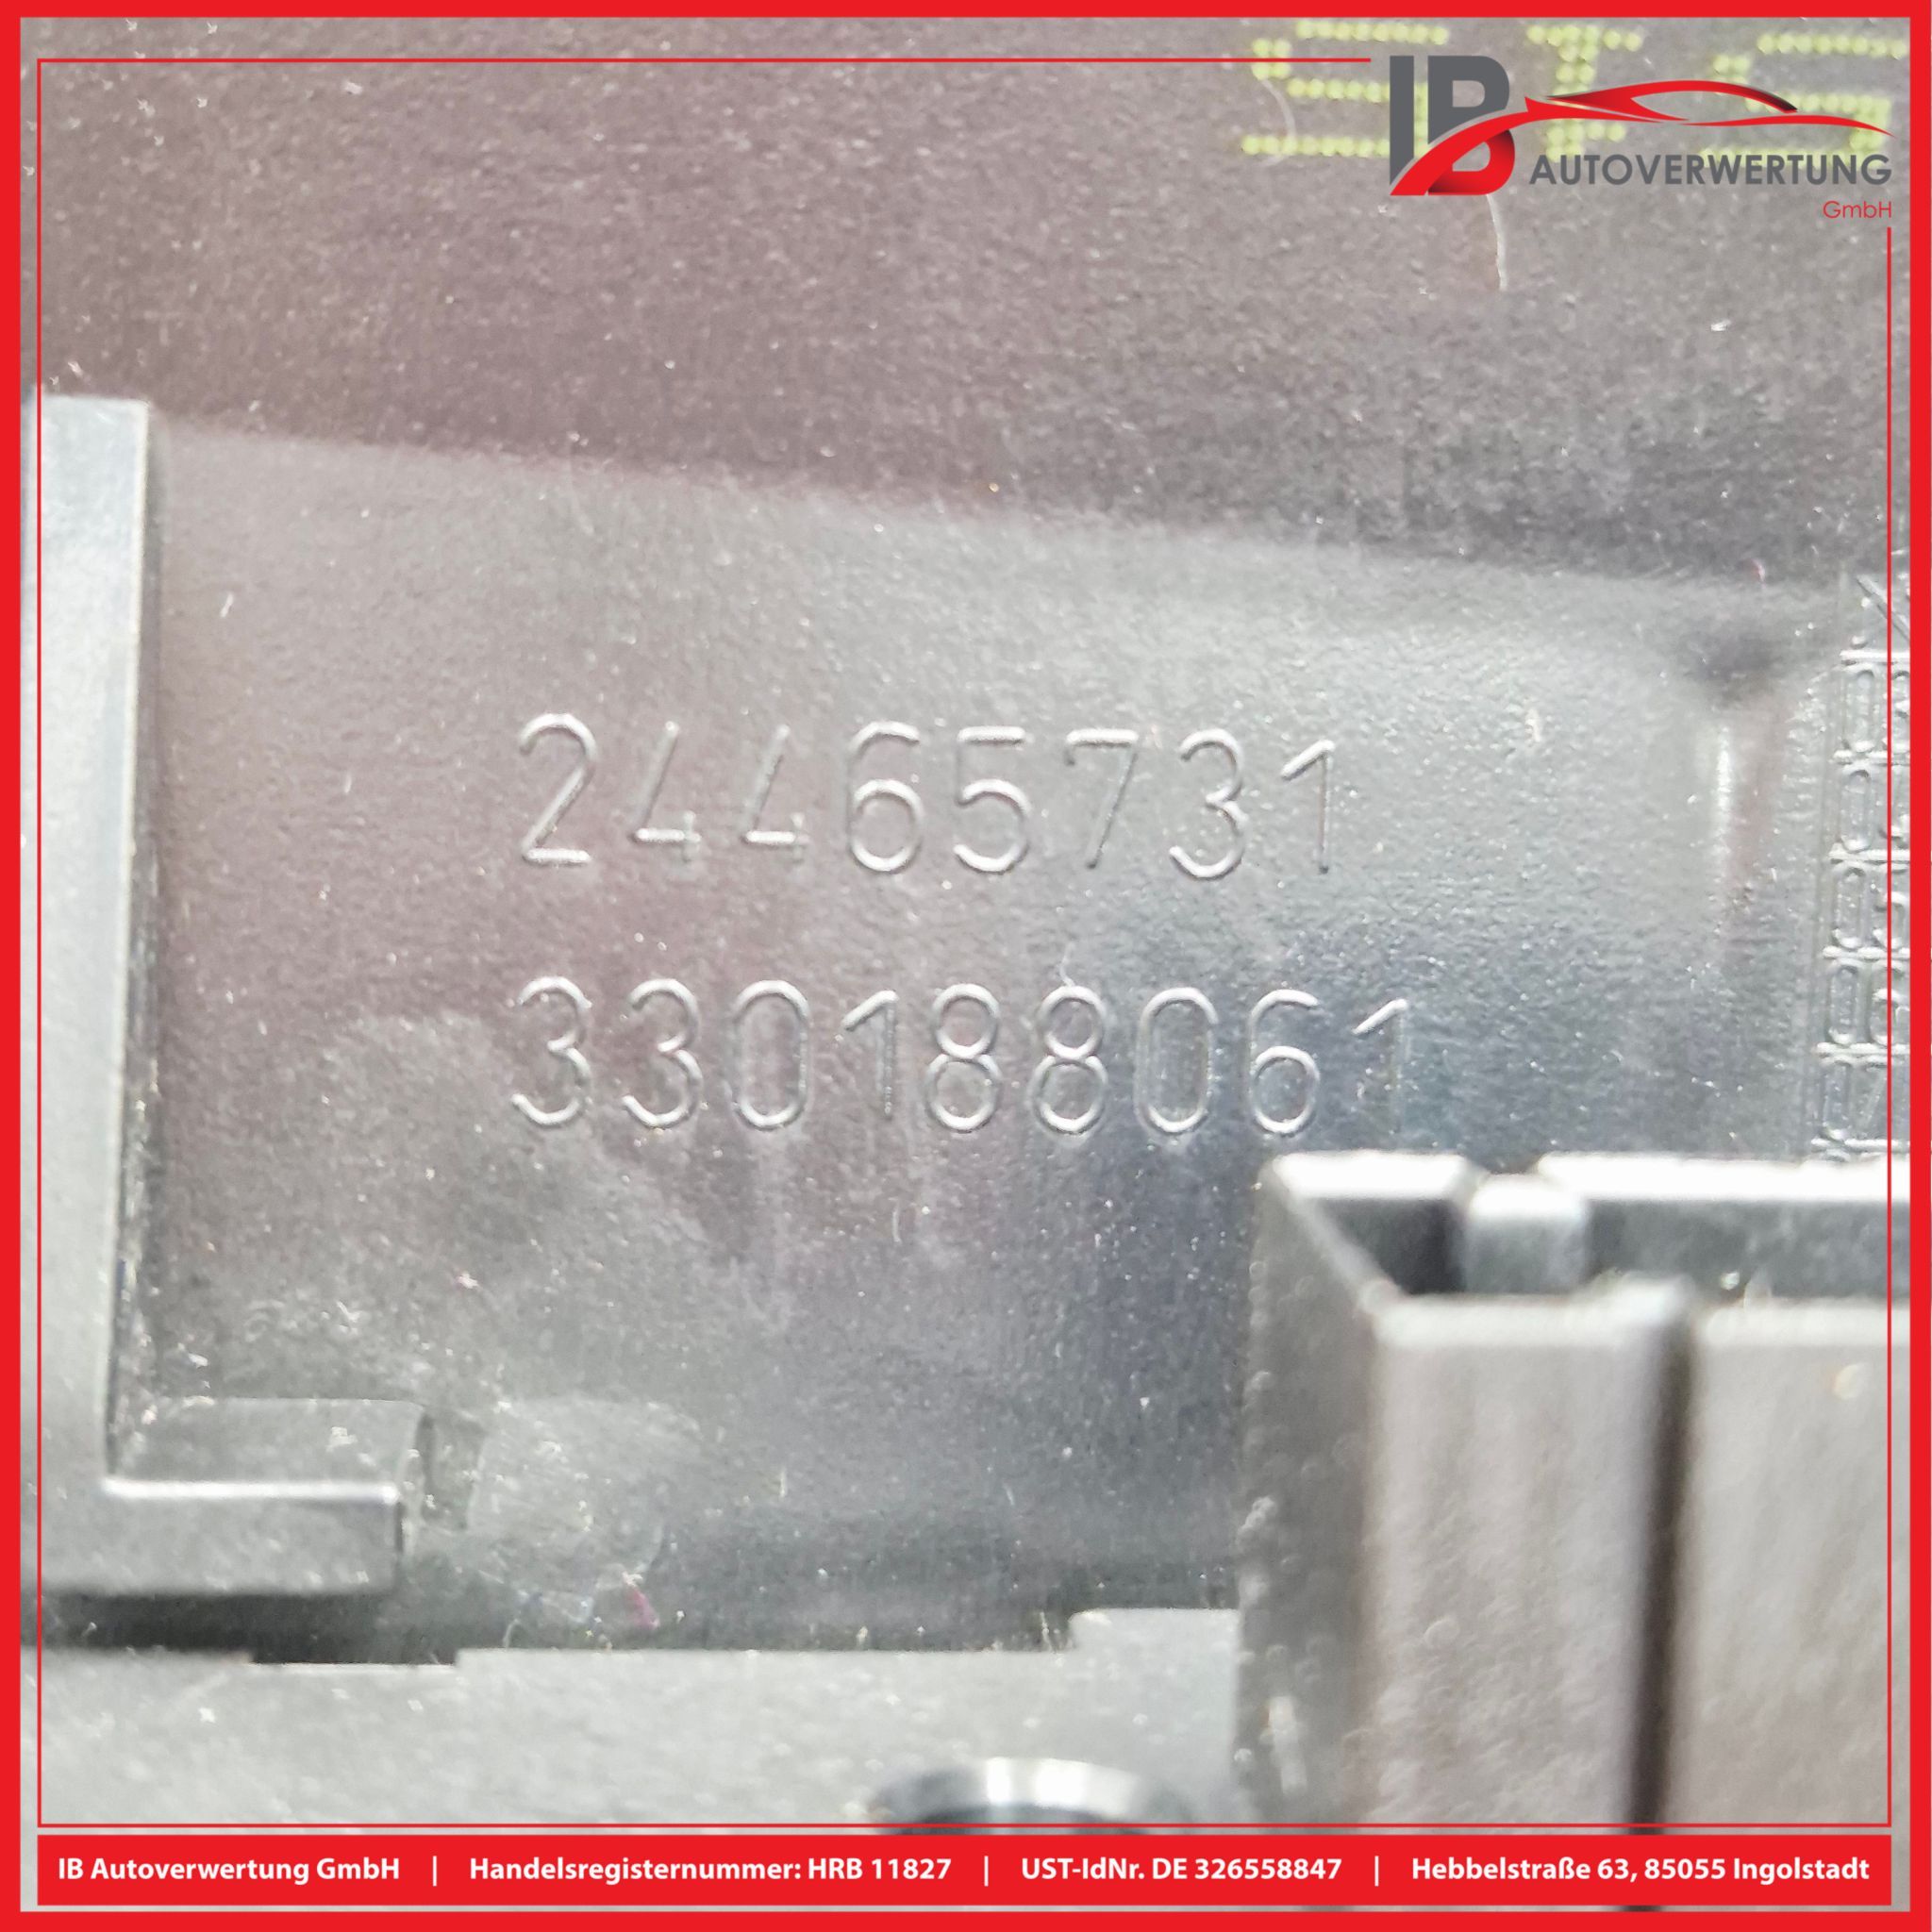 IB
AUTOVERWERTUNG
GmbH
24465731
330188061
IB Autoverwertung GmbH | Handelsregisternummer: HRB 11827 | UST-IdNr. DE 326558847 | Hebbelstraße 63, 85055 Ingolstadt